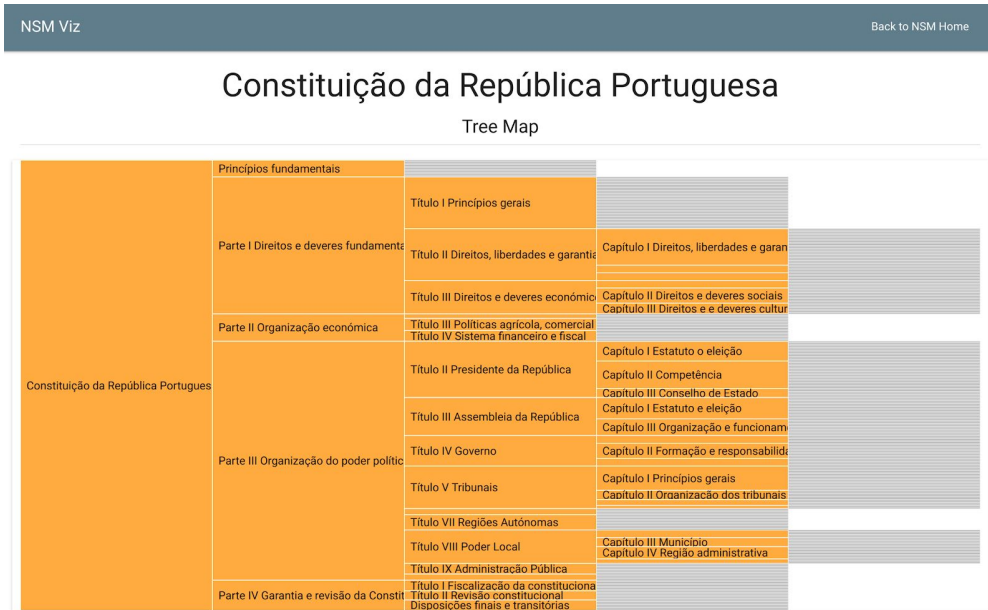 NSM Viz
Back to NSM Home
Constituição da República Portuguesa
Tree Map
Princípios fundamentais
Título I Princípios gerais
Parte I Direitos e deveres fundamenta
Título II Direitos, liberdades e garantia
Capítulo I Direitos, liberdades e garan
Título III Direitos e deveres económic
Capítulo II Direitos e deveres sociais
Capítulo III Direitos e e deveres cultur
Parte II Organização económica
Título III Políticas agrícola, comercial
Título IV Sistema financeiro e fiscal
Constituição da República Portugues
Título II Presidente da República
Capítulo I Estatuto o eleição
Capítulo II Competência
Capítulo III Conselho de Estado
Título III Assembleia da República
Capítulo I Estatuto e eleição
Capítulo III Organização e funcionam
Parte III Organização do poder polític
Título IV Governo
Capítulo II Formação e responsabilida
Título V Tribunais
Capítulo I Princípios gerais
Capítulo II Organização dos tribunais
Título VII Regiões Autónomas
Título VIII Poder Local
Capítulo III Município
Capítulo IV Região administrativa
Título IX Administração Pública
Parte IV Garantia e revisão da Constit
Título I Fiscalização da constituciona
Título II Revisão constitucional
Disposições finais e transitórias